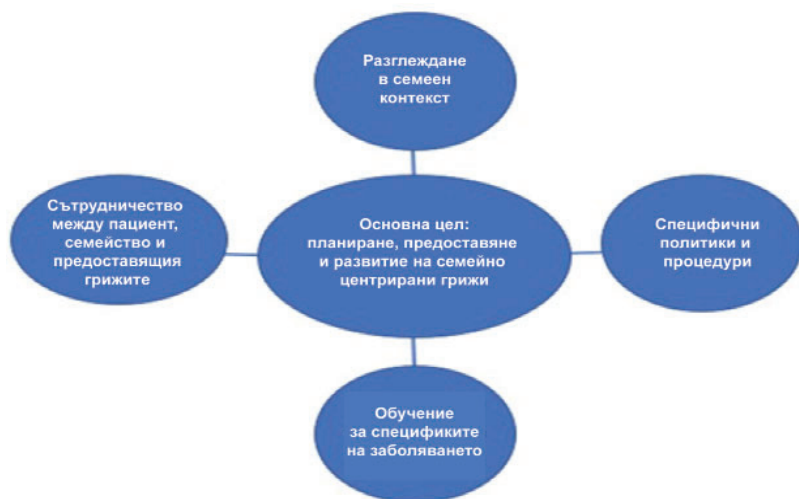 Разглеждане
в семеен
контекст
Сътрудничество
между пациент,
семейство и
предоставящия
грижите
Основна цел:
планиране, предоставяне
и развитие на семейно
центрирани грижи
Специфични
политики и
процедури
Обучение
за спецификите
на заболяването